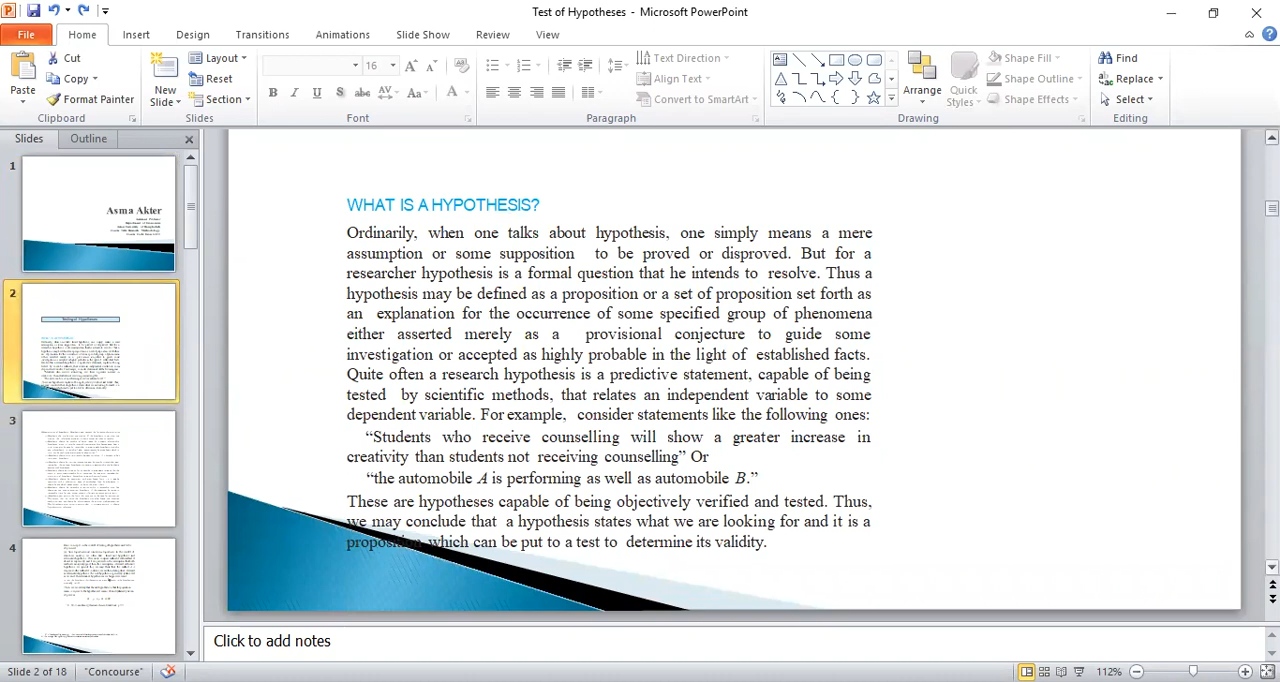 Test of Hypotheses - Microsoft PowerPoint
File Home Insert Design Transitions Animations Slide Show Review View
Paste
Cut
Copy
Format Painter
Clipboard
New Slide
Layout
Reset
Section
Slides
16
B I U S abc AV Aa A
Font
Text Direction
Align Text
Convert to SmartArt
Paragraph
Arrange
Quick Styles
Shape Fill
Shape Outline
Shape Effects
Drawing
Find
Replace
Select
Editing
Slides Outline
1
Asma Akter
2
3
4
WHAT IS A HYPOTHESIS?
Ordinarily, when one talks about hypothesis, one simply means a mere
assumption or some supposition to be proved or disproved. But for a
researcher hypothesis is a formal question that he intends to resolve. Thus a
hypothesis may be defined as a proposition or a set of proposition set forth as
an explanation for the occurrence of some specified group of phenomena
either asserted merely as a provisional conjecture to guide some
investigation or accepted as highly probable in the light of established facts.
Quite often a research hypothesis is a predictive statement, capable of being
tested by scientific methods, that relates an independent variable to some
dependent variable. For example, consider statements like the following ones:
“Students who receive counselling will show a greater increase in
creativity than students not receiving counselling” Or
“the automobile A is performing as well as automobile B.”
These are hypotheses capable of being objectively verified and tested. Thus,
we may conclude that a hypothesis states what we are looking for and it is a
proposition which can be put to a test to determine its validity.
Click to add notes
Slide 2 of 18 "Concourse" 112%